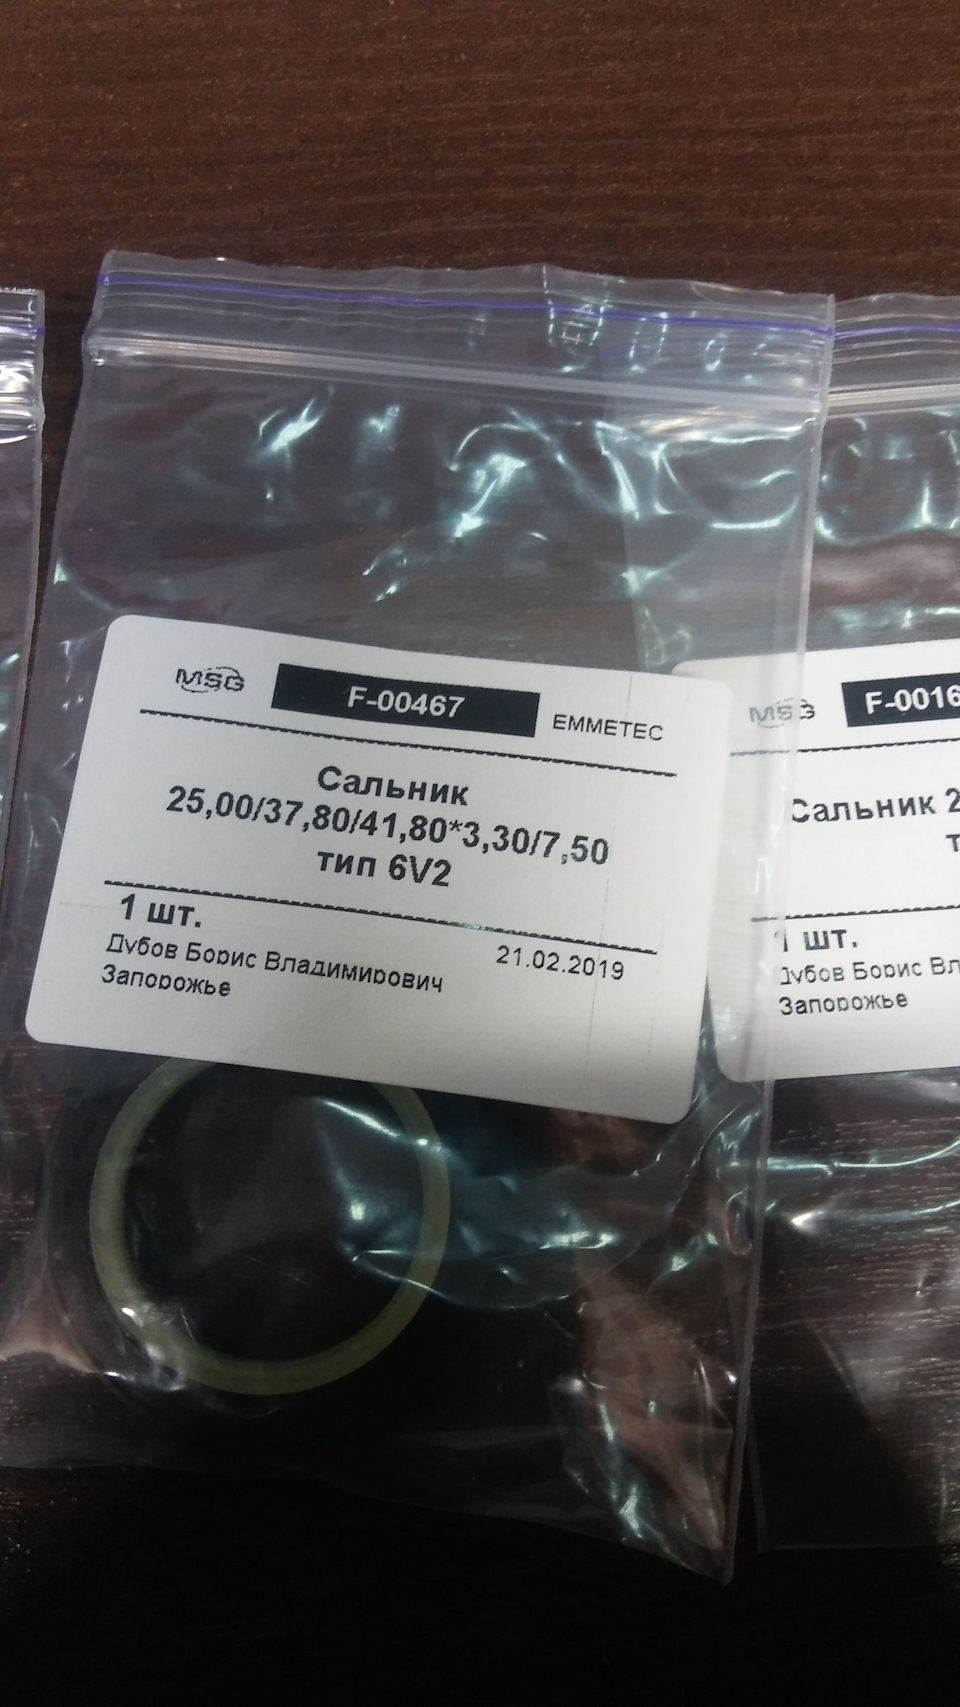 MSG
F-00467
EMMETEC
Сальник
25,00/37,80/41,80*3,30/7,50
тип 6V2
1 шт.
21.02.2019
Дубов Борис Владимирович
Запорожье
MSG
F-0016
Сальник 2
т
1 шт.
Дубов Борис Вл
Запорожье